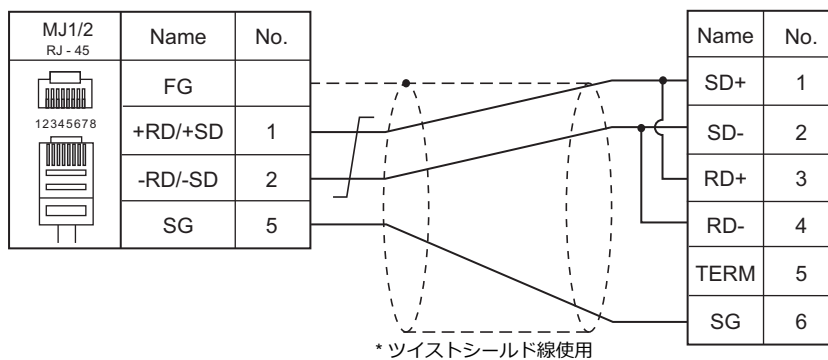 MJ1/2 Name No.
RJ - 45
FG
12345678
+RD/+SD 1
-RD/-SD 2
SG 5
Name No.
SD+ 1
SD- 2
RD+ 3
RD- 4
TERM 5
SG 6
* ツイストシールド線使用